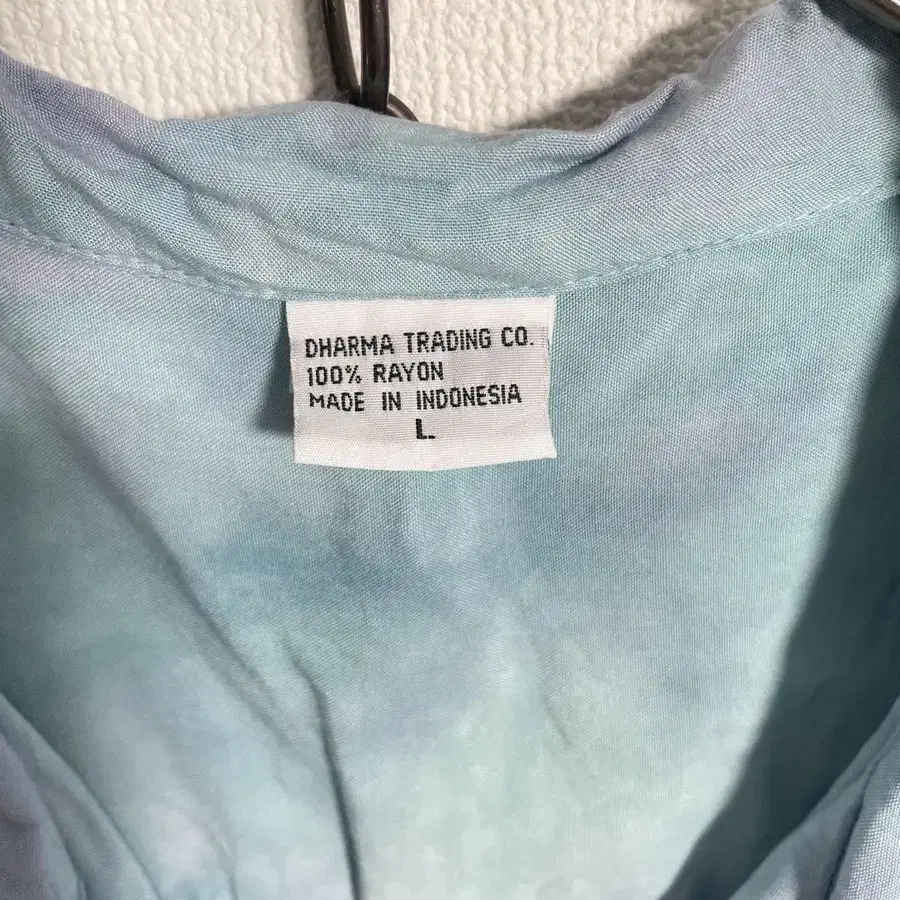 DHARMA TRADING CO.
100% RAYON
MADE IN INDONESIA
L.